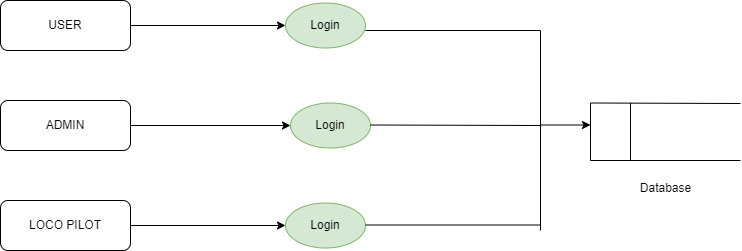 USER
Login
ADMIN
Login
LOCO PILOT
Login
Database